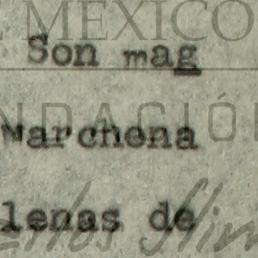 MEXICO
Son mag
NDACIÓ
Marchena
lenas de